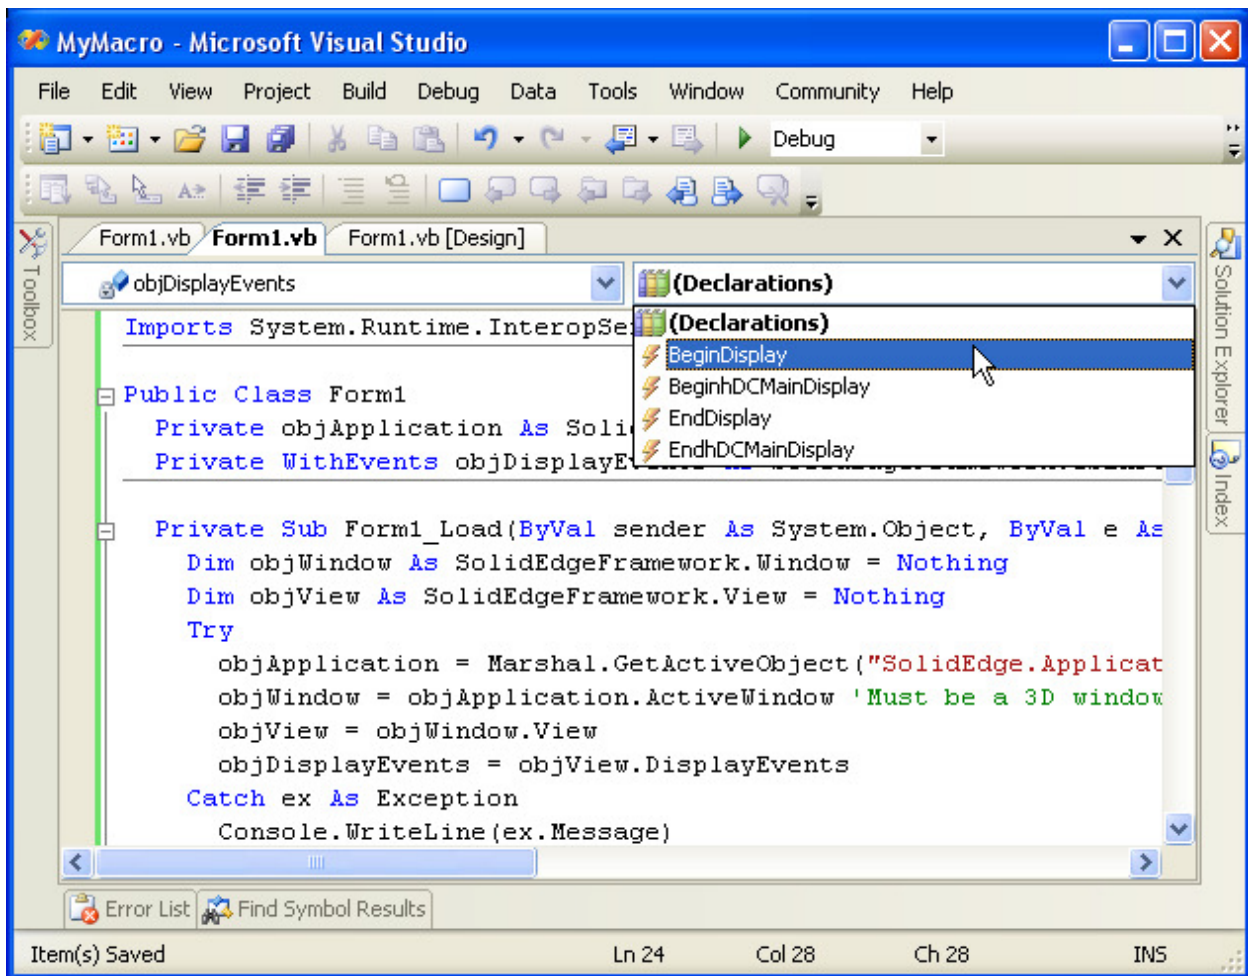 MyMacro - Microsoft Visual Studio
File Edit View Project Build Debug Data Tools Window Community Help
Debug
Form1.vb Form1.vb Form1.vb [Design]
Toolbox
objDisplayEvents (Declarations)
(Declarations)
BeginDisplay
BeginhDCMainDisplay
EndDisplay
EndhDCMainDisplay
Imports System.Runtime.InteropSe
Public Class Form1
Private objApplication As Soli
Private WithEvents objDisplayE
Private Sub Form1_Load(ByVal sender As System.Object, ByVal e As
Dim objWindow As SolidEdgeFramework.Window = Nothing
Dim objView As SolidEdgeFramework.View = Nothing
Try
objApplication = Marshal.GetActiveObject("SolidEdge.Applicat
objWindow = objApplication.ActiveWindow 'Must be a 3D window
objView = objWindow.View
objDisplayEvents = objView.DisplayEvents
Catch ex As Exception
Console.WriteLine(ex.Message)
Solution Explorer
Index
Error List Find Symbol Results
Item(s) Saved Ln 24 Col 28 Ch 28 INS